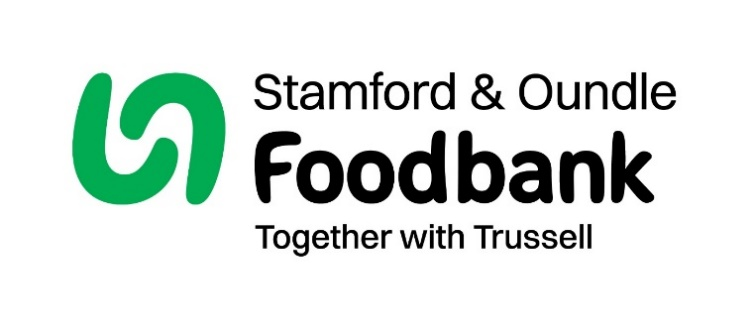 Stamford & Oundle
Foodbank
Together with Trussell